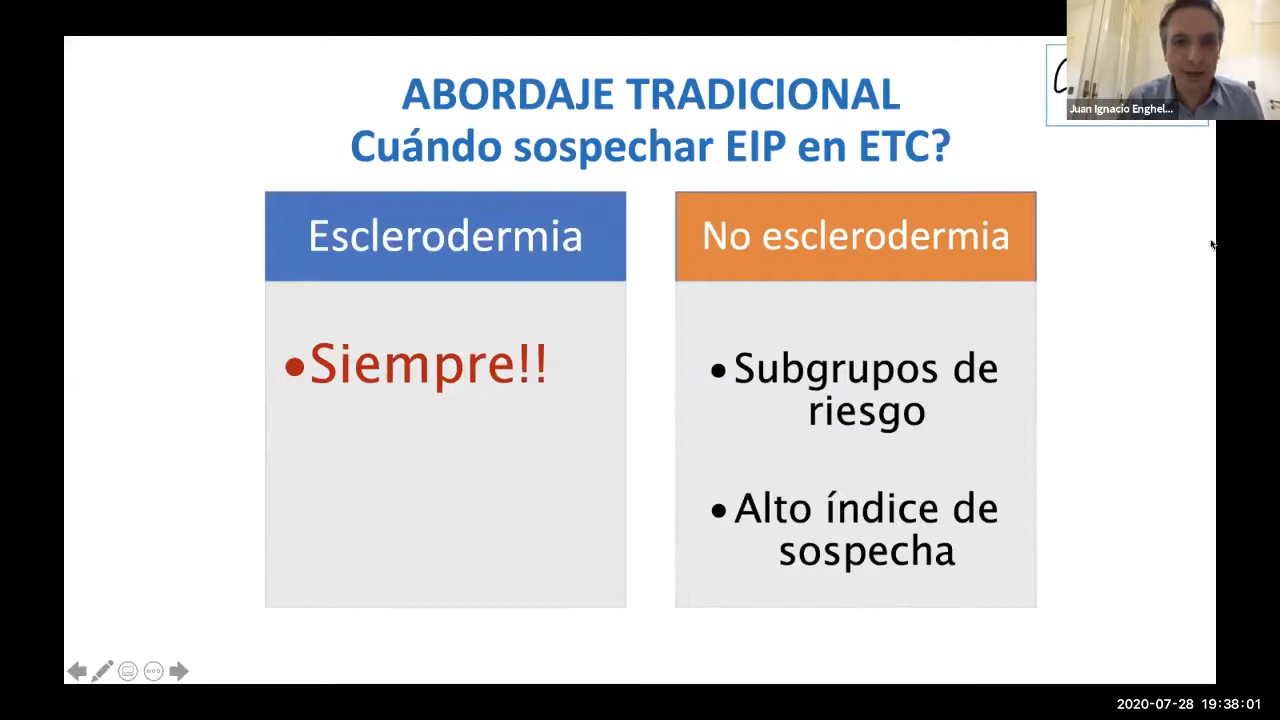 ABORDAJE TRADICIONAL
Cuándo sospechar EIP en ETC?
Juan Ignacio Enghel...
Esclerodermia
•Siempre!!
No esclerodermia
•Subgrupos de
riesgo
•Alto índice de
sospecha
2020-07-28 19:38:01